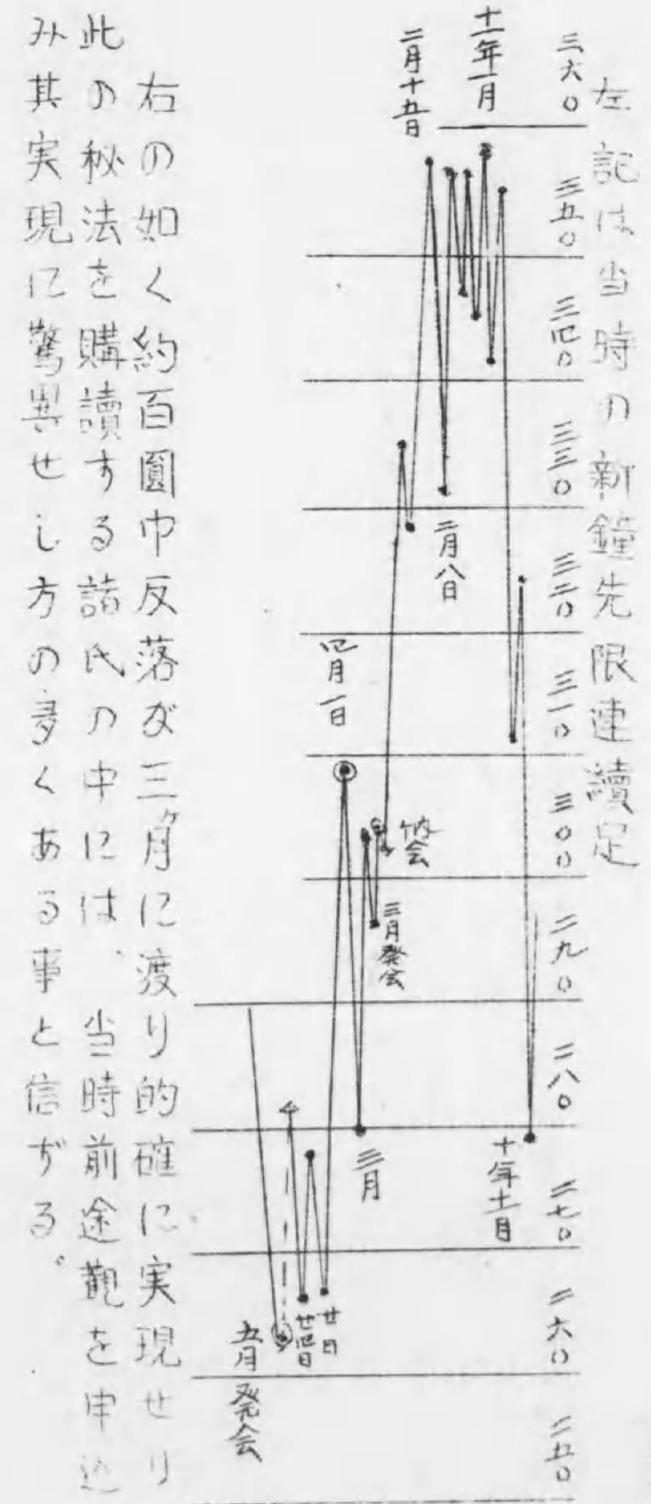 左記は当時の新鐘先限連續足
三六〇
三五〇
三四〇
三三〇
三二〇
三一〇
三〇〇
二九〇
二八〇
二七〇
二六〇
二五〇
十年十一月
十一年一月
二月八日
二月十五日
納会
三月発会
三月
四月一日
廿日
廿四日
五月発会
右の如く約百圓巾反落が三ヶ月に渡り的確に実現せり
此の秘法を購讀する諸氏の中には、当時前途観を申込
み其実現に驚異せし方の多くある事と信ずる。